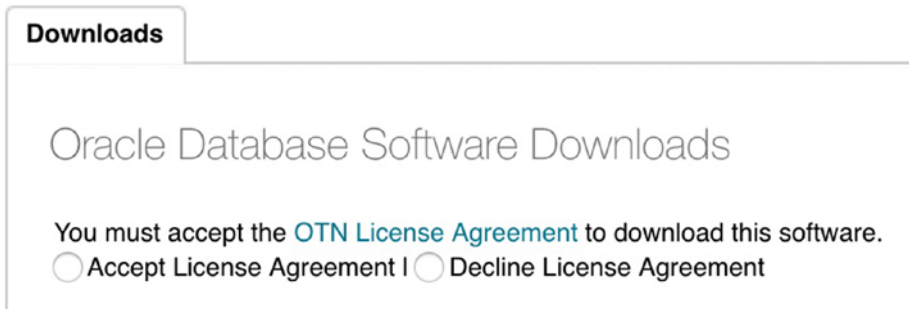 Downloads
Oracle Database Software Downloads
You must accept the OTN License Agreement to download this software.
Accept License Agreement | Decline License Agreement